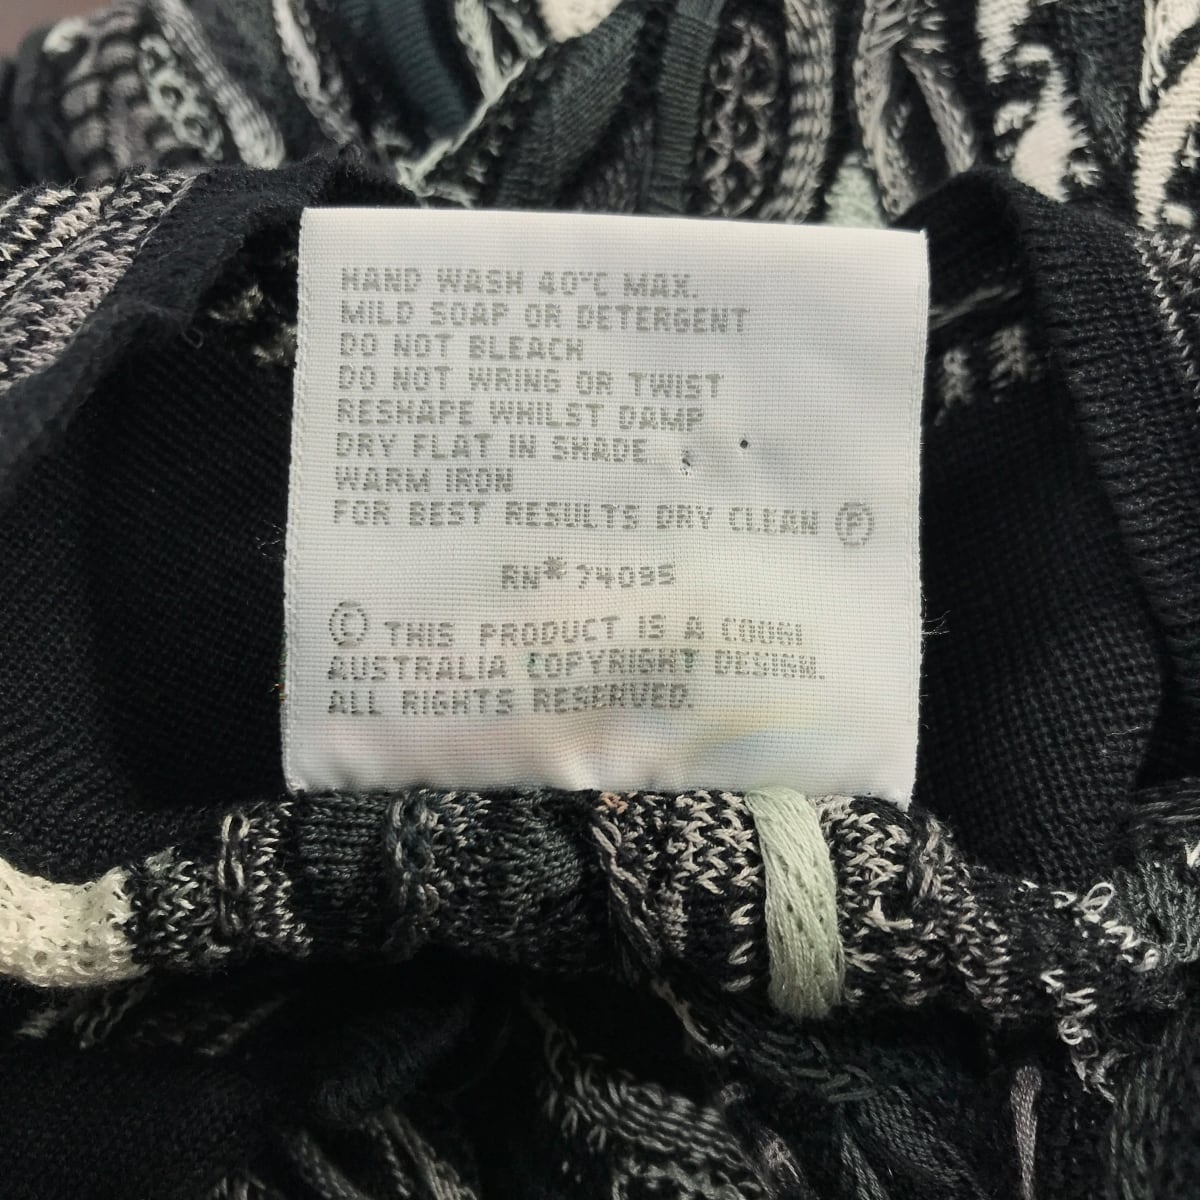 HAND WASH 40°C MAX.
MILD SOAP OR DETERGENT
DO NOT BLEACH
DO NOT WRING OR TWIST
RESHAPE WHILST DAMP
DRY FLAT IN SHADE
WARM IRON
FOR BEST RESULTS DRY CLEAN Ⓟ
RN# 74095
© THIS PRODUCT IS A COOGI
AUSTRALIA COPYRIGHT DESIGN.
ALL RIGHTS RESERVED.